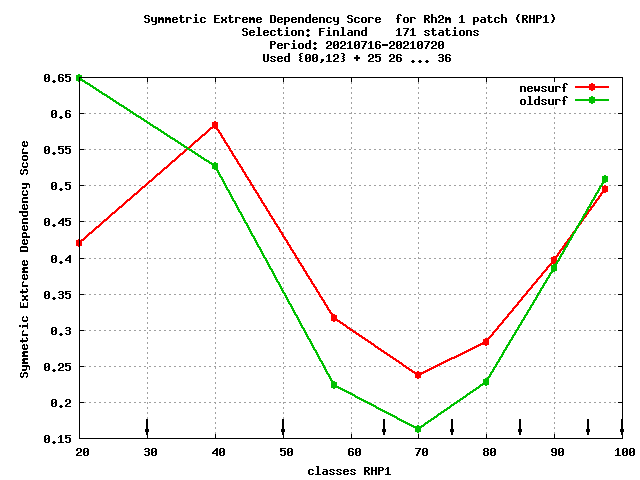 Symmetric Extreme Dependency Score  for Rh2m 1 patch (RHP1)
Selection: Finland    171 stations
Period: 20210716-20210720
Used {00,12} + 25 26 ... 36
newsurf
oldsurf
Symmetric Extreme Dependency Score
0.65
0.6
0.55
0.5
0.45
0.4
0.35
0.3
0.25
0.2
0.15
20 30 40 50 60 70 80 90 100
classes RHP1